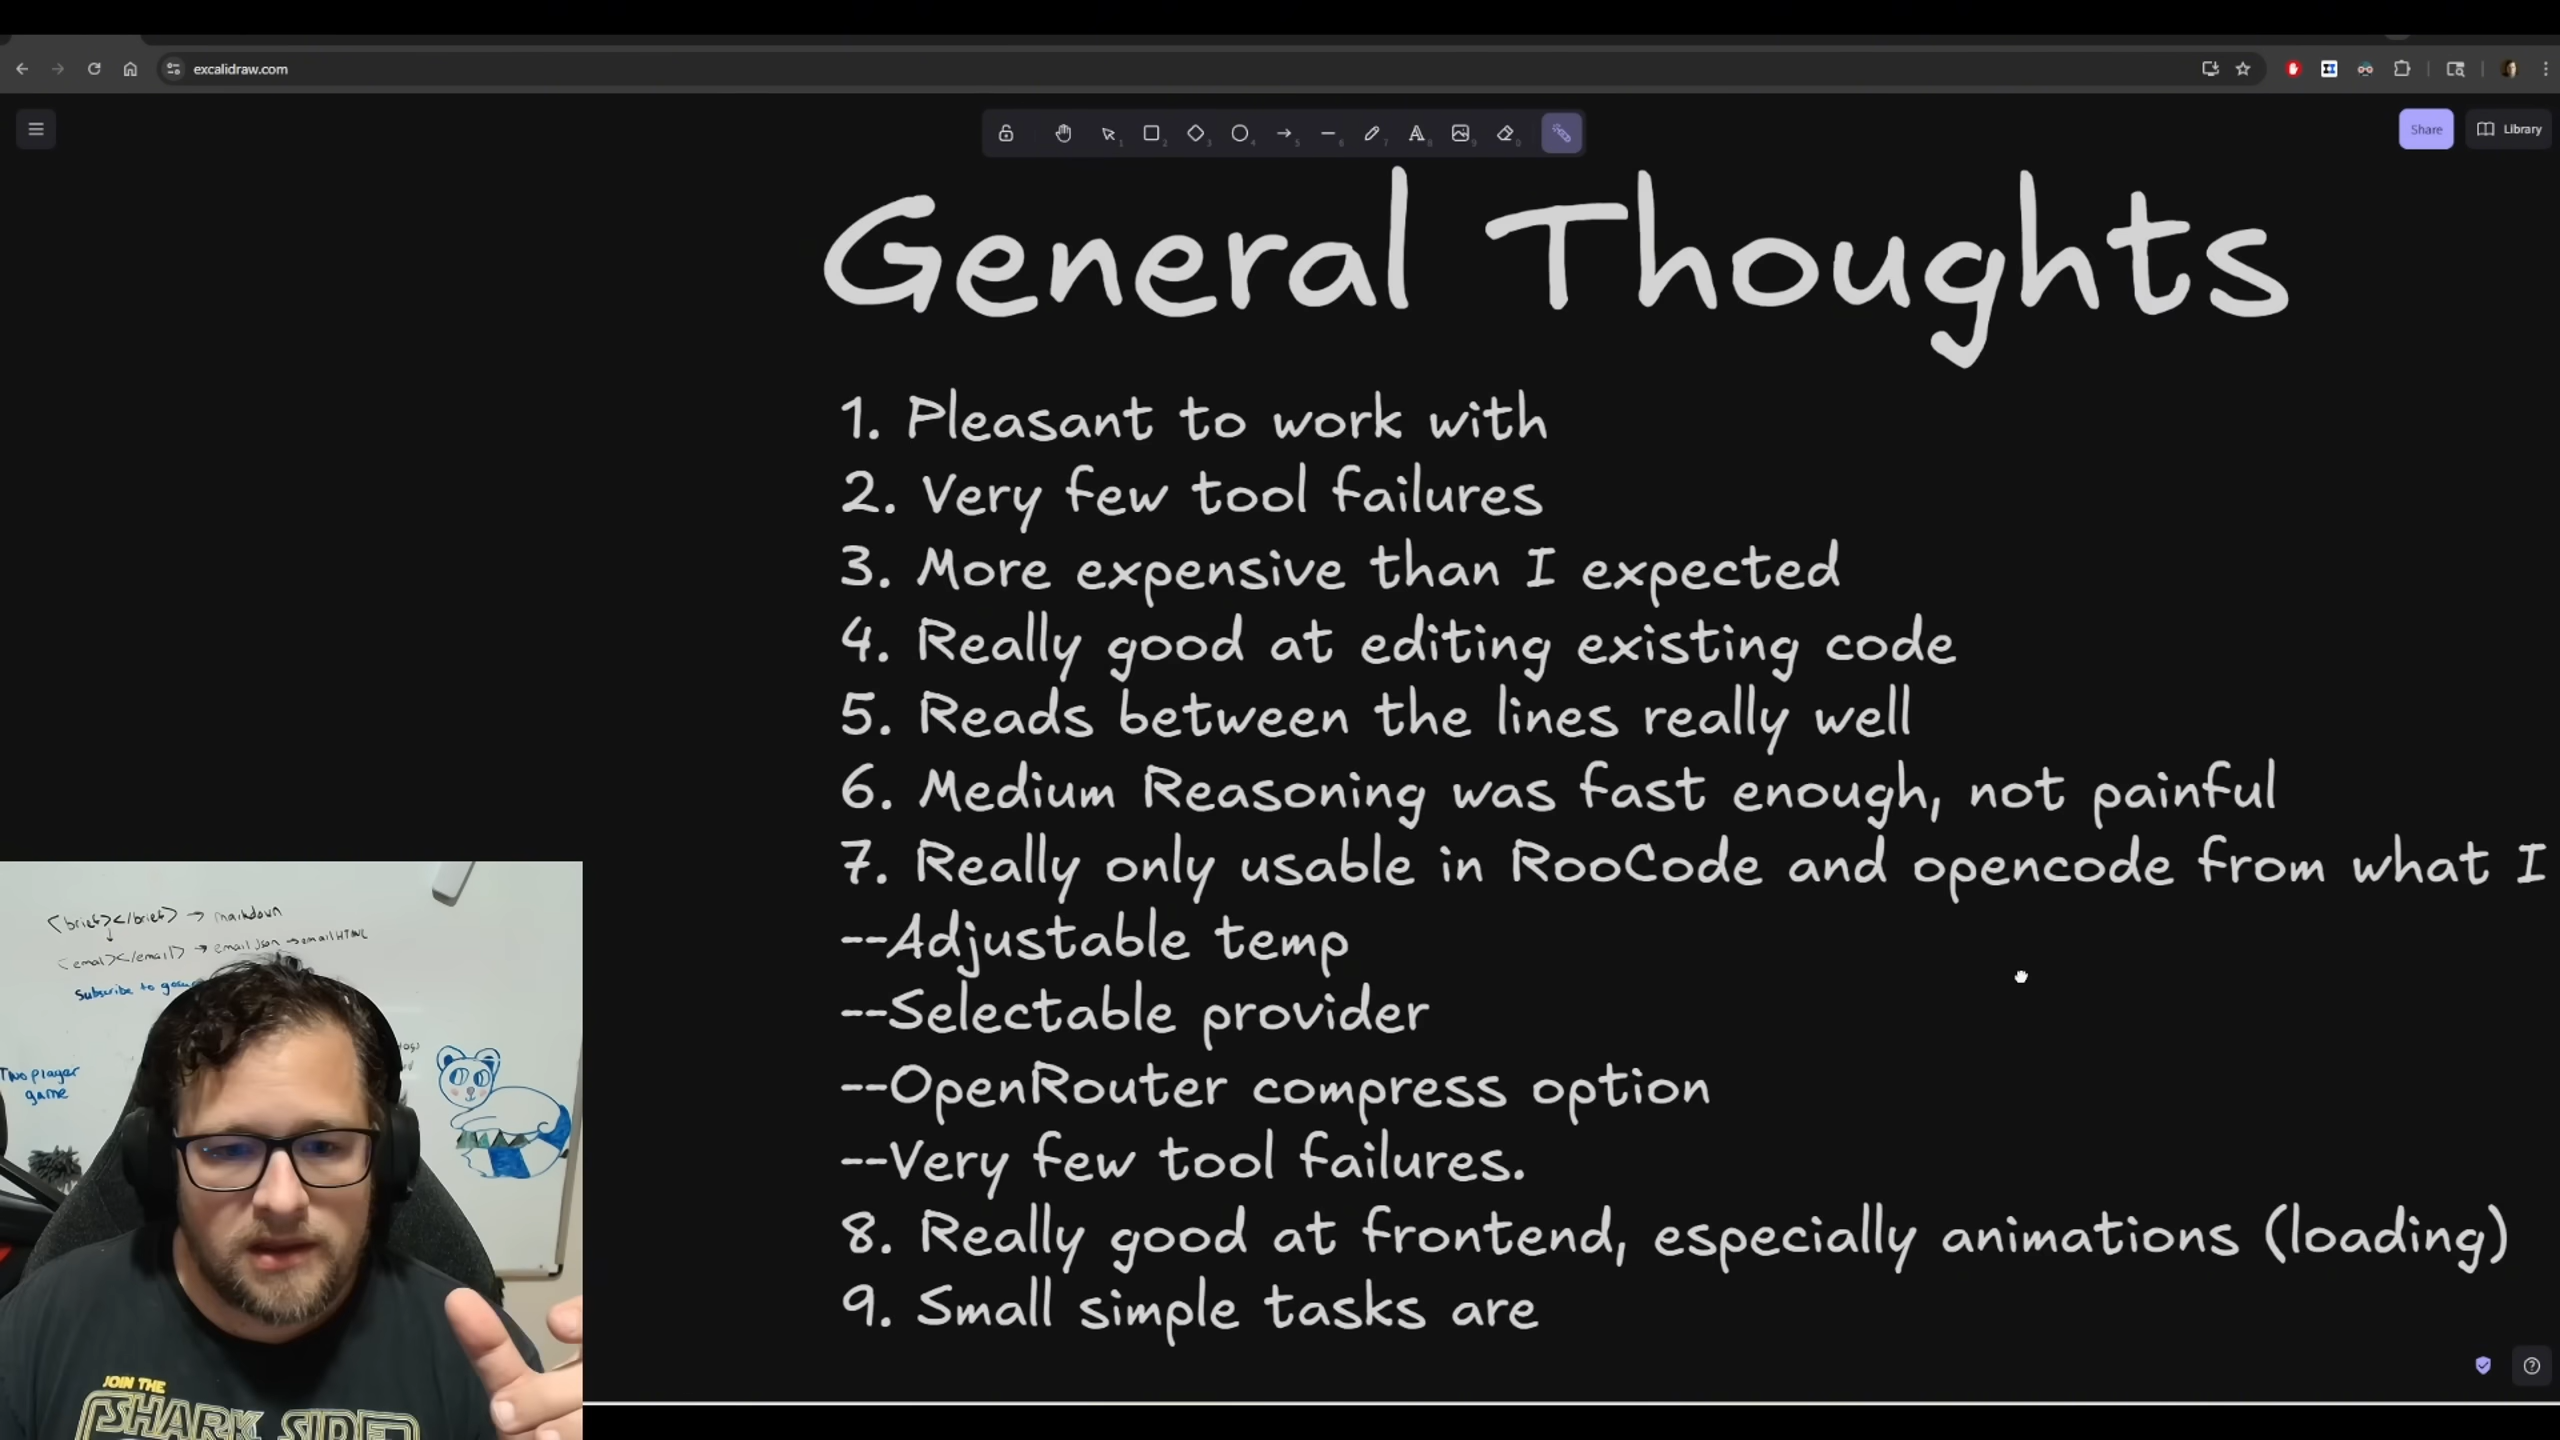 excalidraw.com
Share
Library
General Thoughts
1. Pleasant to work with
2. Very few tool failures
3. More expensive than I expected
4. Really good at editing existing code
5. Reads between the lines really well
6. Medium Reasoning was fast enough, not painful
7. Really only usable in RooCode and opencode from what I
--Adjustable temp
--Selectable provider
--OpenRouter compress option
--Very few tool failures.
8. Really good at frontend, especially animations (loading)
9. Small simple tasks are
<brief></brief> → markdown
<email></email> → email json → email HTML
Subscribe to
Two player
game
JOIN THE
SHARK SIDE